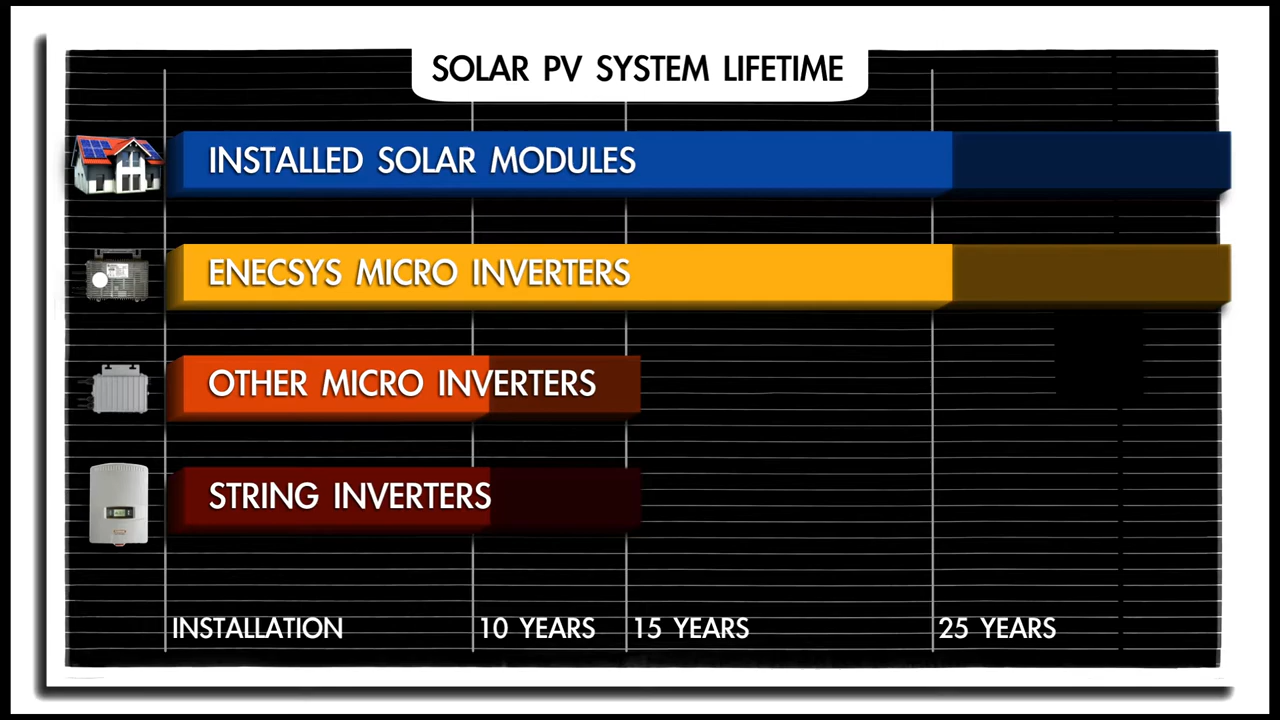 SOLAR PV SYSTEM LIFETIME
INSTALLED SOLAR MODULES
ENECSYS MICRO INVERTERS
OTHER MICRO INVERTERS
STRING INVERTERS
INSTALLATION
10 YEARS
15 YEARS
25 YEARS